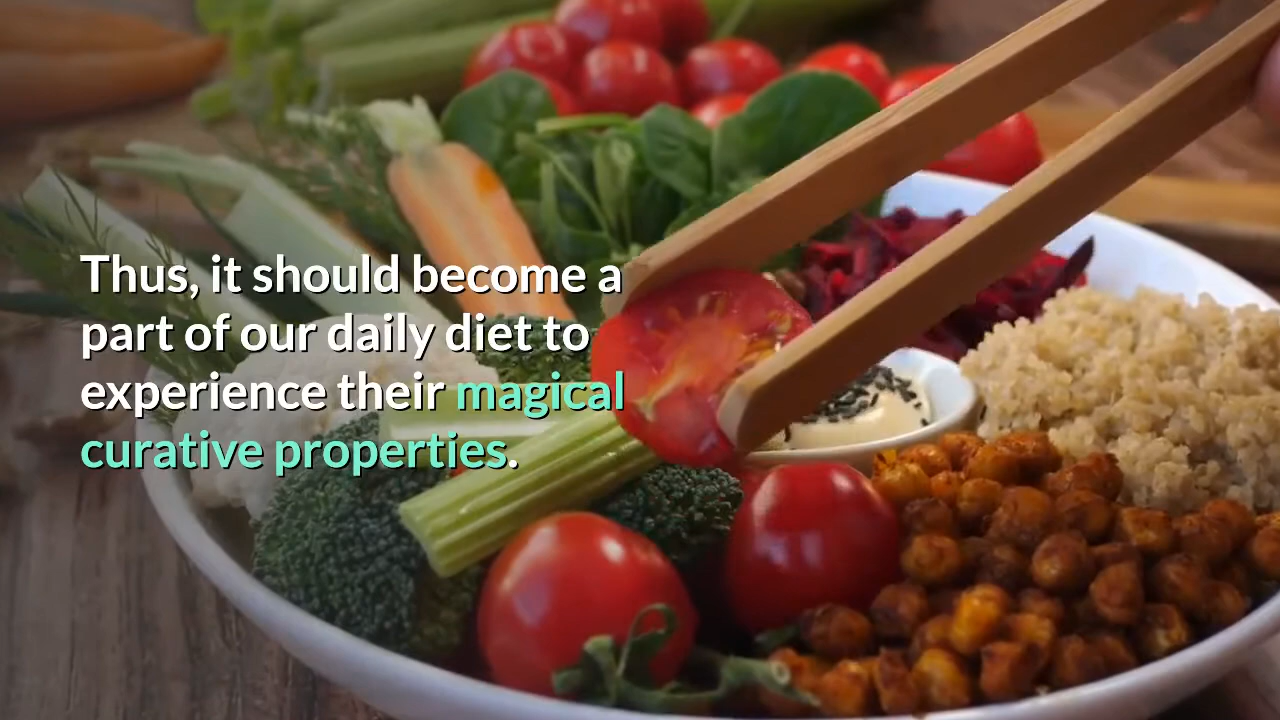 Thus, it should become a
part of our daily diet to
experience their magical
curative properties.